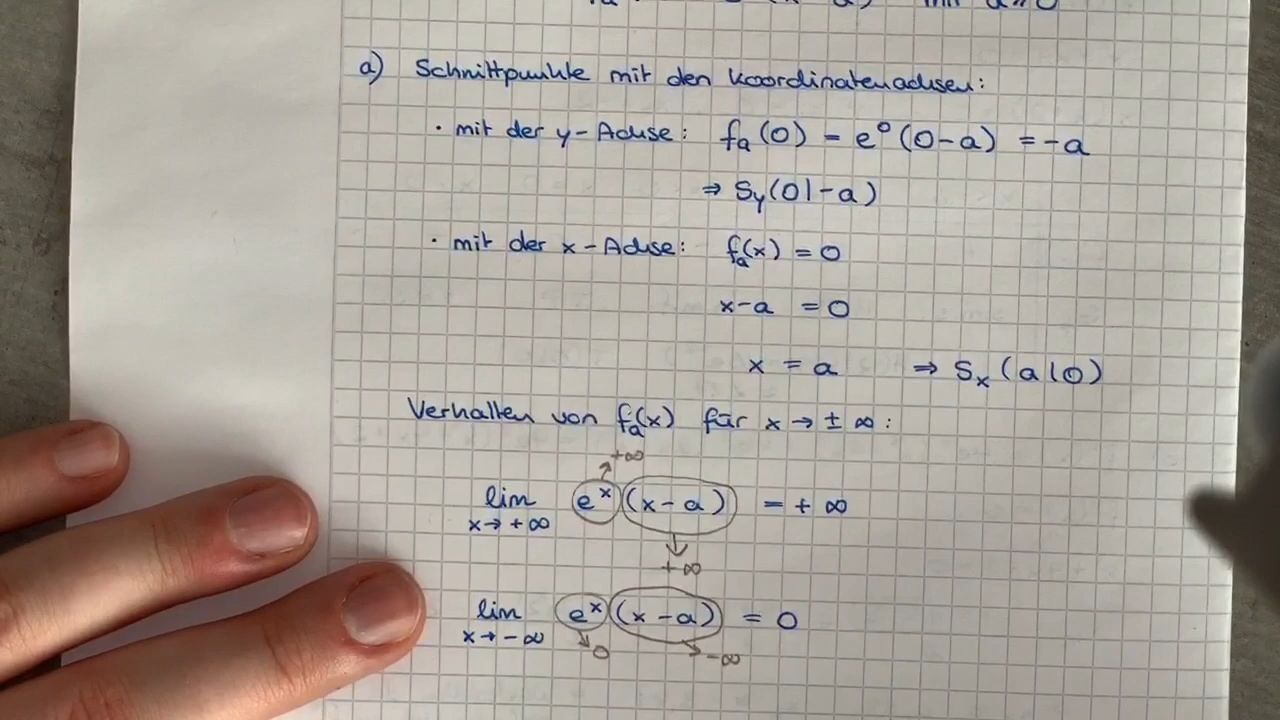 mit a
a) Schnittpunkte mit den Koordinatenachsen:
· mit der y-Achse: fₐ(0) = e⁰(0-a) = -a
⇒ Sy(0|-a)
· mit der x-Achse: fₐ(x) = 0
x-a = 0
x = a ⇒ Sₓ(a|0)
Verhalten von fₐ(x) für x → ± ∞:
+∞
lim x→+∞ eˣ(x-a) = + ∞
+∞
lim x→-∞ eˣ(x-a) = 0
0 -∞